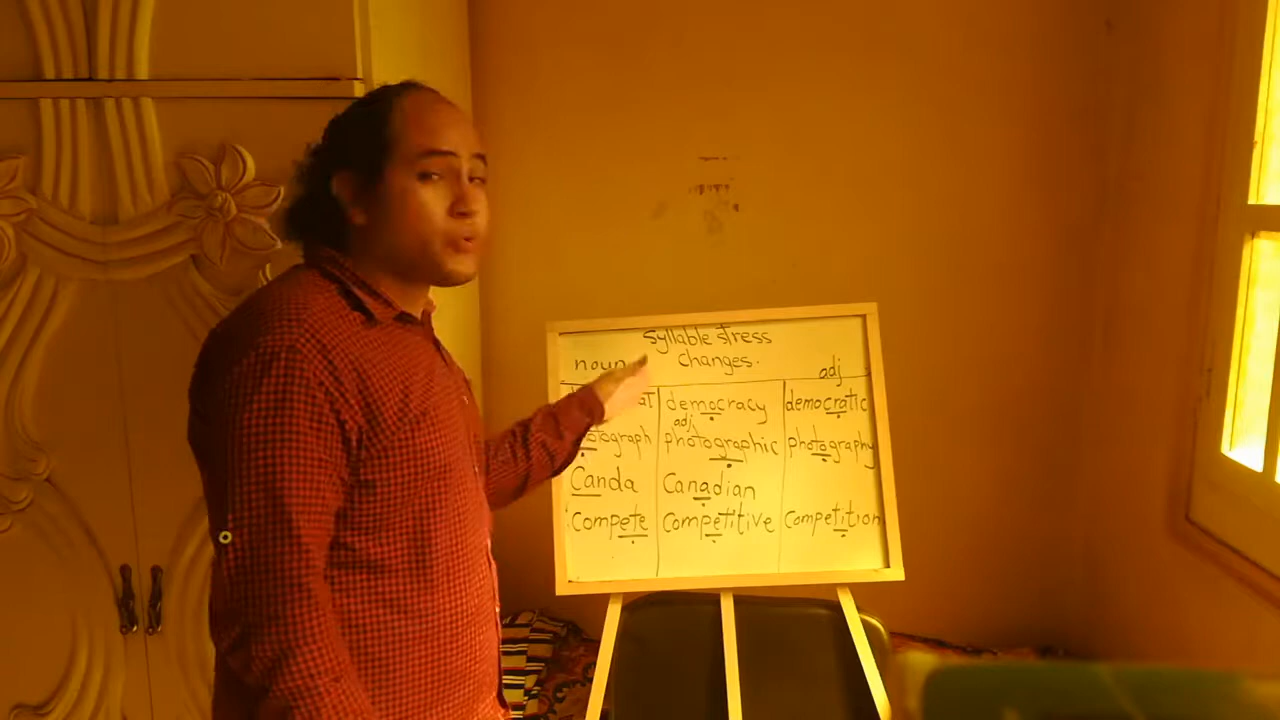 Syllable stress
noun changes.
adj
democracy democratic
adj
photographic photography
Canda Canadian
Compete Competitive Competition